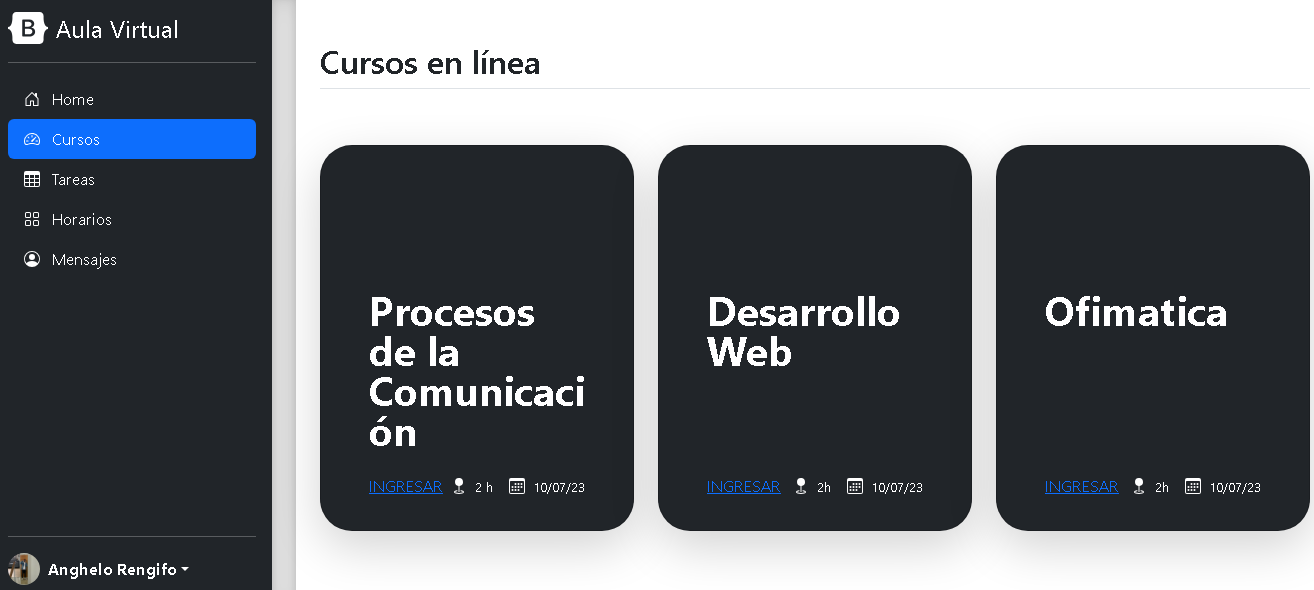 B Aula Virtual
Home
Cursos
Tareas
Horarios
Mensajes
Anghelo Rengifo
Cursos en línea
Procesos
de la
Comunicaci
ón
INGRESAR 2 h 10/07/23
Desarrollo
Web
INGRESAR 2h 10/07/23
Ofimatica
INGRESAR 2h 10/07/23